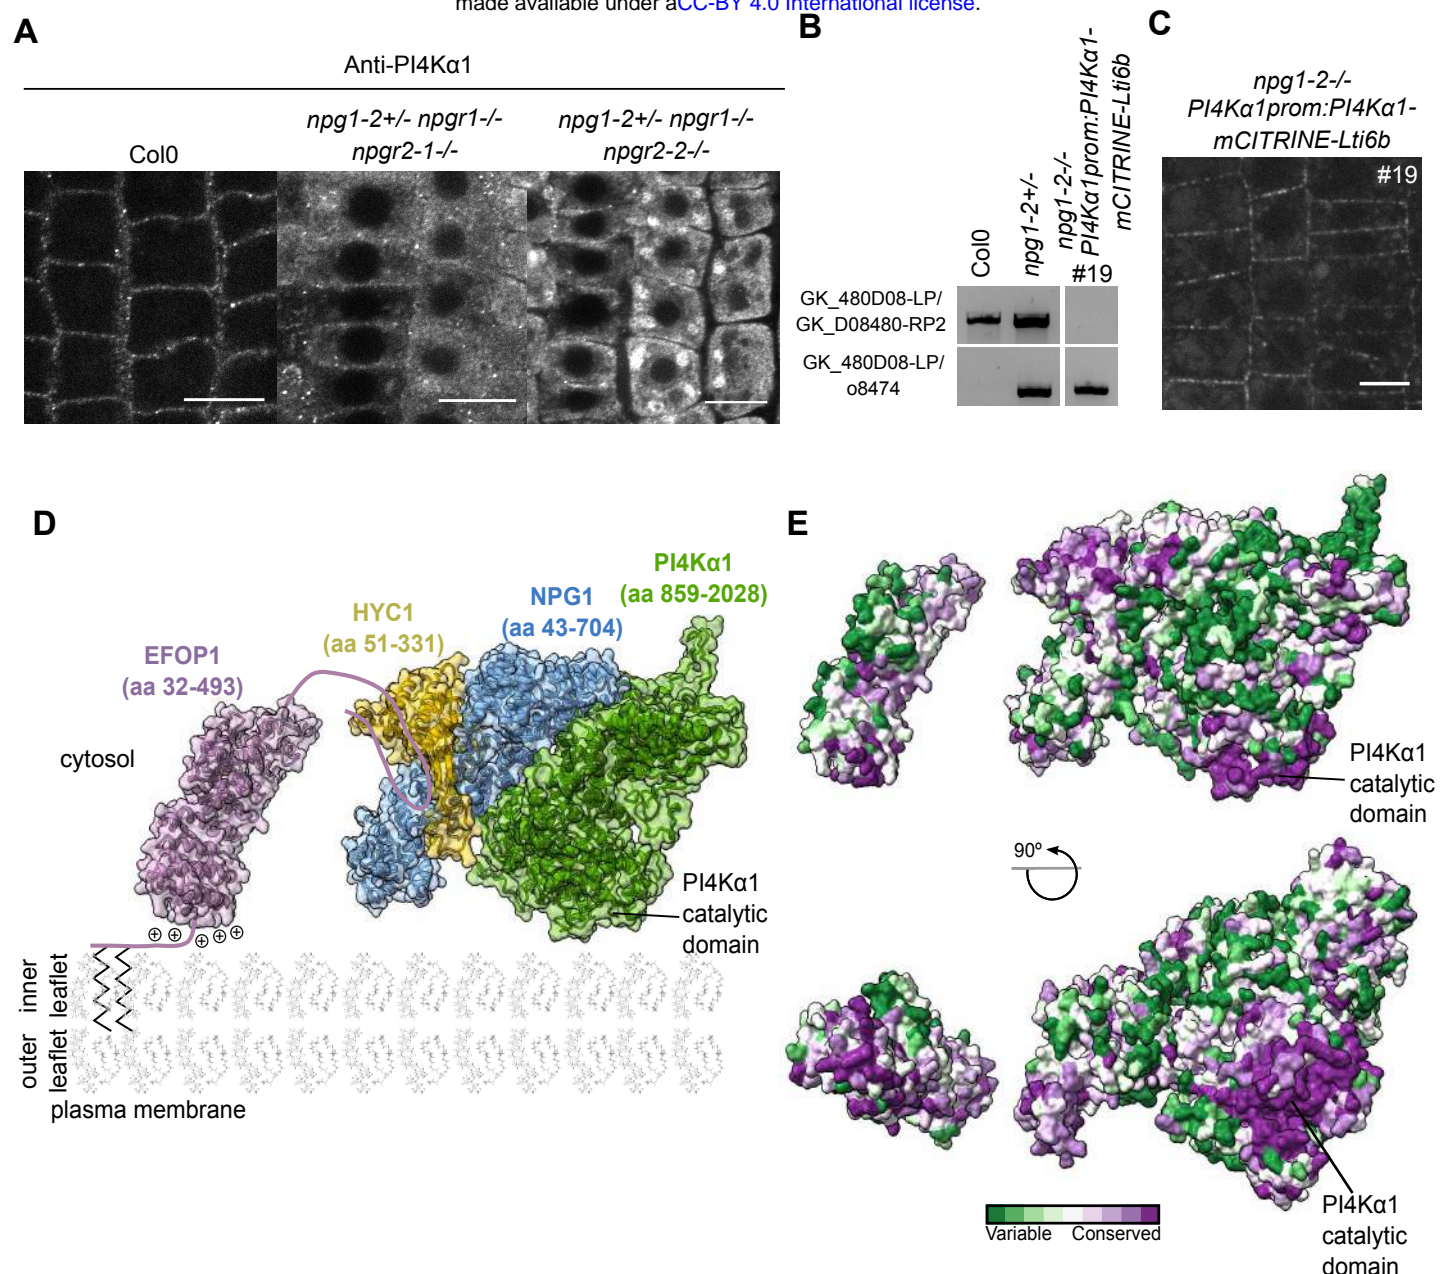 made available under aCC-BY 4.0 International license.
A
Anti-PI4Kα1
Col0
npg1-2+/- npgr1-/-
npgr2-1-/-
npg1-2+/- npgr1-/-
npgr2-2-/-
B
Col0
npg1-2+/-
npg1-2-/-
PI4Kα1prom:PI4Kα1-
mCITRINE-Lti6b
#19
GK_480D08-LP/
GK_D08480-RP2
GK_480D08-LP/
o8474
C
npg1-2-/-
PI4Kα1prom:PI4Kα1-
mCITRINE-Lti6b
#19
D
EFOP1
(aa 32-493)
HYC1
(aa 51-331)
NPG1
(aa 43-704)
PI4Kα1
(aa 859-2028)
cytosol
PI4Kα1
catalytic
domain
inner
leaflet
outer
leaflet
plasma membrane
E
PI4Kα1
catalytic
domain
90º
PI4Kα1
catalytic
domain
Variable Conserved